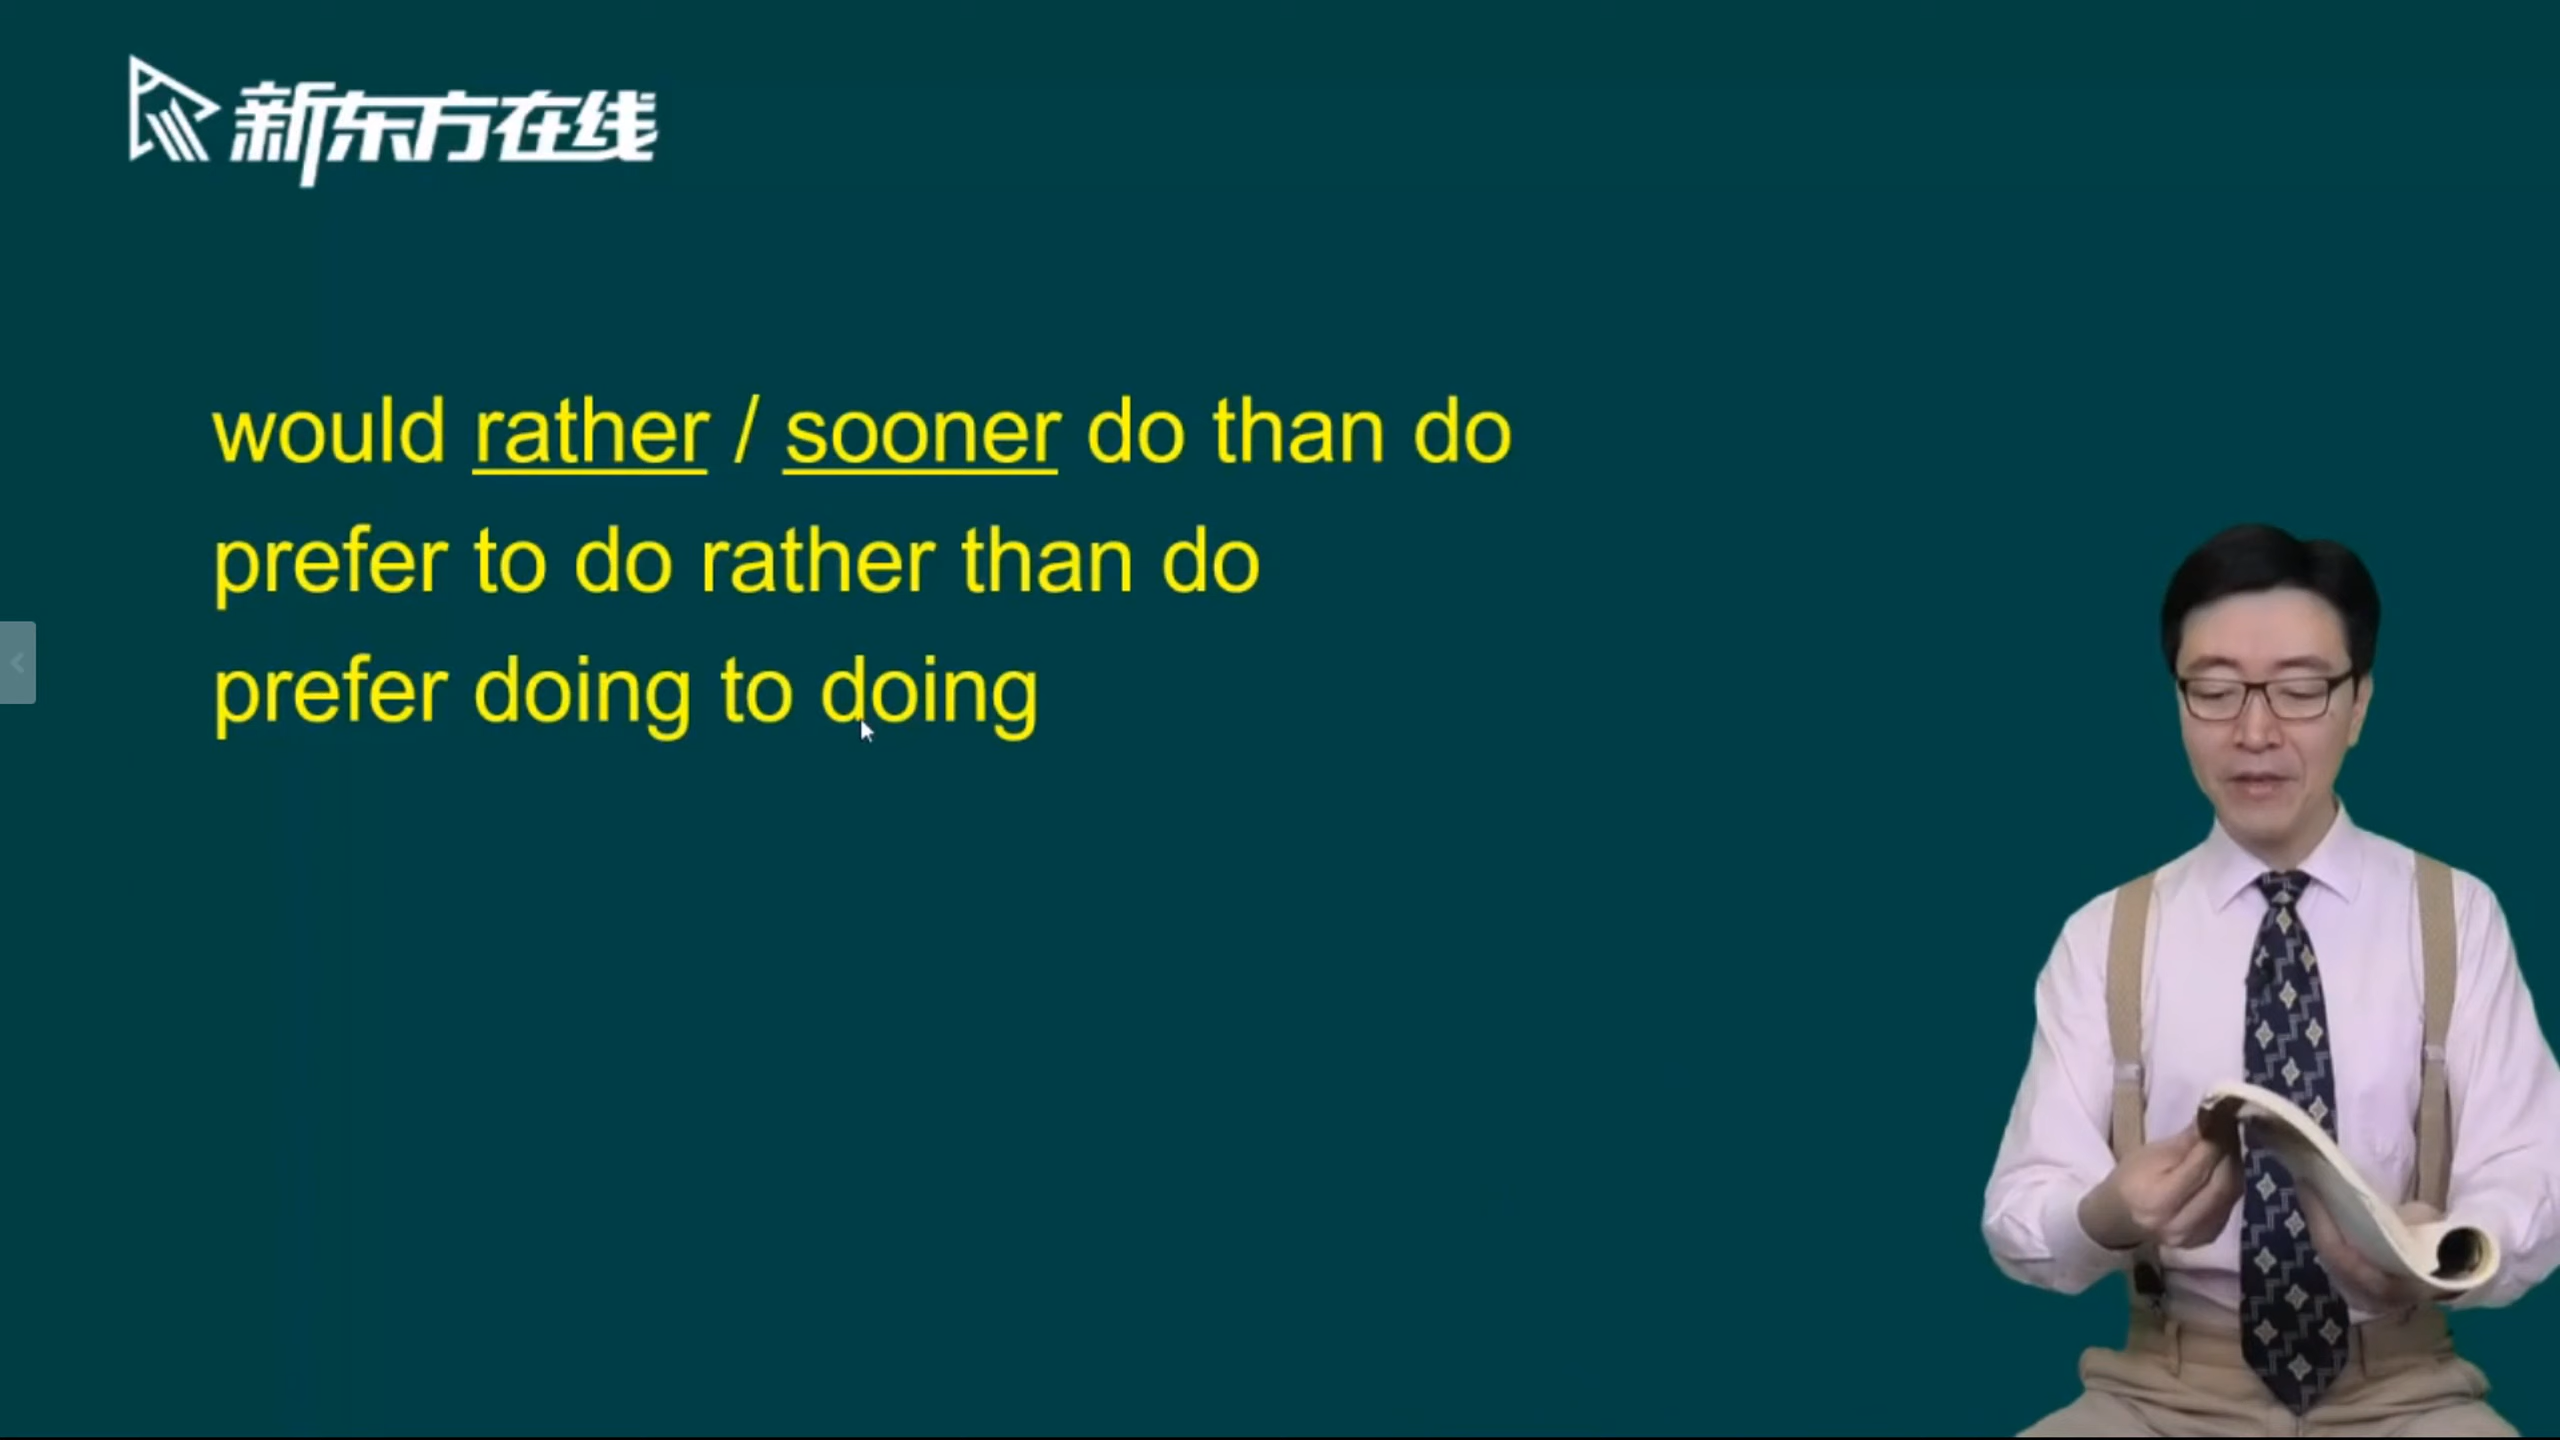 新东方在线
would rather / sooner do than do
prefer to do rather than do
prefer doing to doing